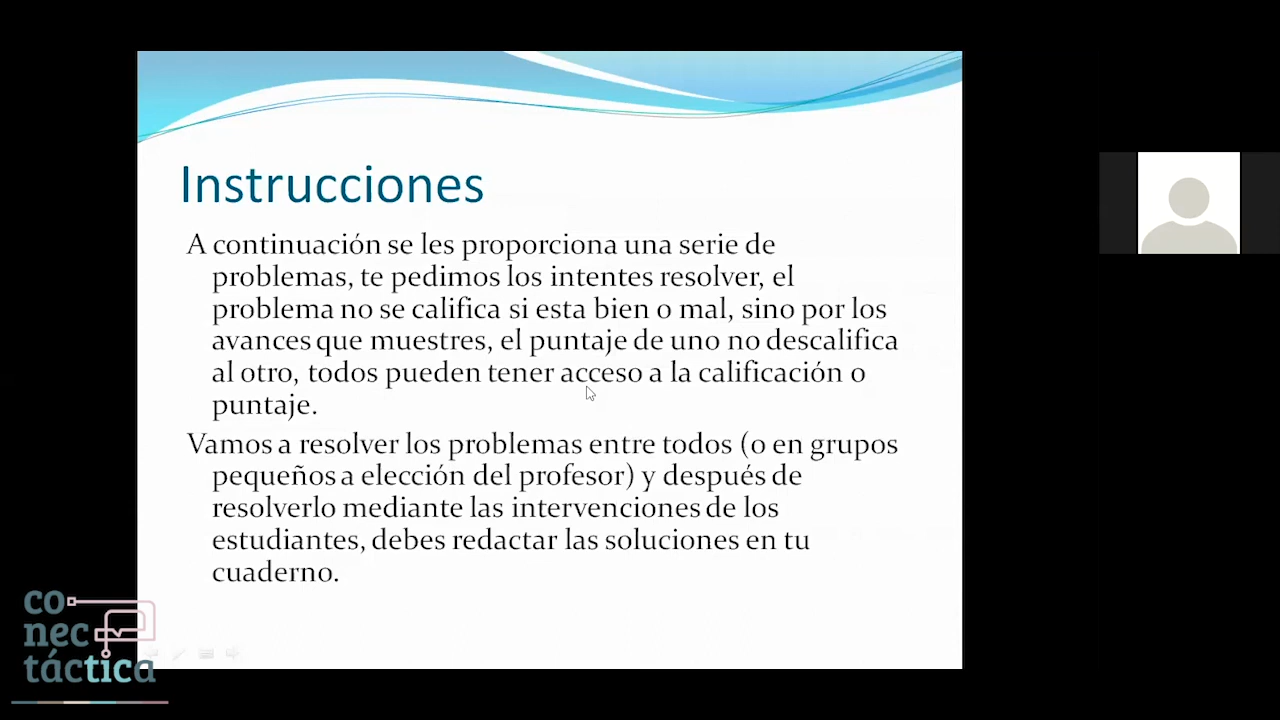 Instrucciones
A continuación se les proporciona una serie de
problemas, te pedimos los intentes resolver, el
problema no se califica si esta bien o mal, sino por los
avances que muestres, el puntaje de uno no descalifica
al otro, todos pueden tener acceso a la calificación o
puntaje.
Vamos a resolver los problemas entre todos (o en grupos
pequeños a elección del profesor) y después de
resolverlo mediante las intervenciones de los
estudiantes, debes redactar las soluciones en tu
cuaderno.
co
nec
táctica